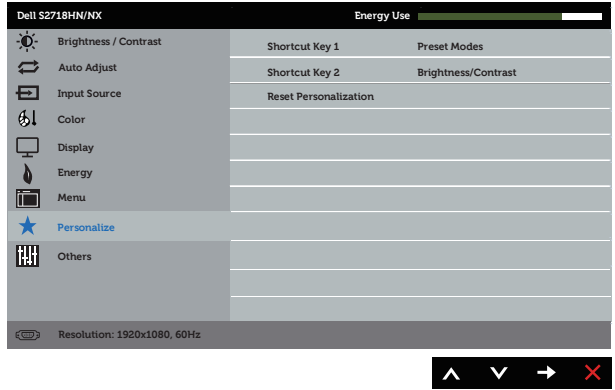 Dell S2718HN/NX Energy Use
Brightness / Contrast
Auto Adjust
Input Source
Color
Display
Energy
Menu
Personalize
Others
Shortcut Key 1 Preset Modes
Shortcut Key 2 Brightness/Contrast
Reset Personalization
Resolution: 1920x1080, 60Hz